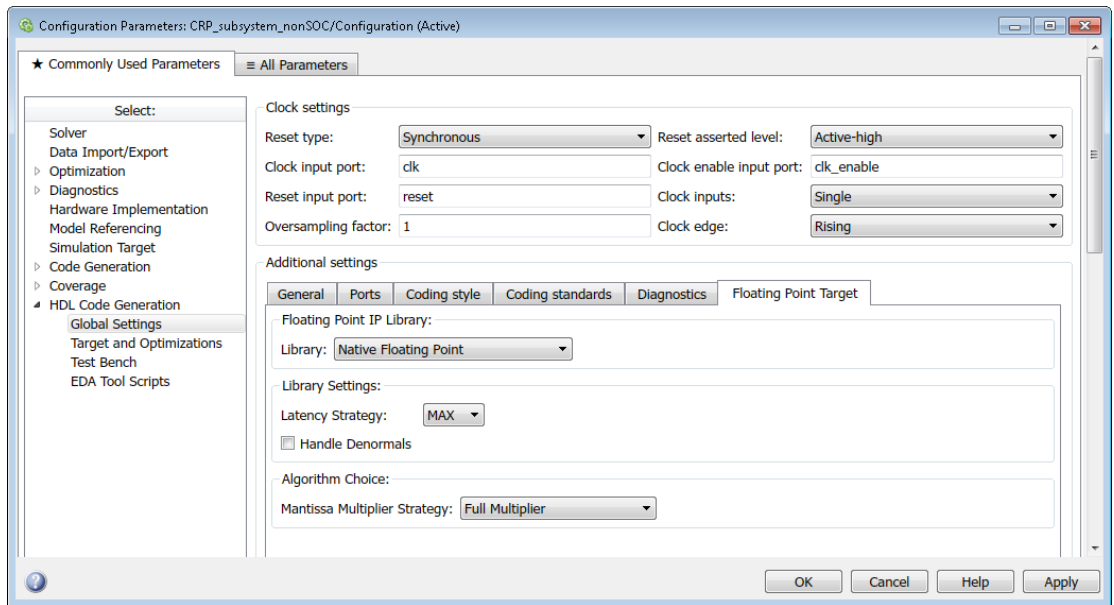 Configuration Parameters: CRP_subsystem_nonSOC/Configuration (Active)
★ Commonly Used Parameters
≡ All Parameters
Select:
Solver
Data Import/Export
Optimization
Diagnostics
Hardware Implementation
Model Referencing
Simulation Target
Code Generation
Coverage
HDL Code Generation
Global Settings
Target and Optimizations
Test Bench
EDA Tool Scripts
Clock settings
Reset type: Synchronous Reset asserted level: Active-high
Clock input port: clk Clock enable input port: clk_enable
Reset input port: reset Clock inputs: Single
Oversampling factor: 1 Clock edge: Rising
Additional settings
General Ports Coding style Coding standards Diagnostics Floating Point Target
Floating Point IP Library:
Library: Native Floating Point
Library Settings:
Latency Strategy: MAX
Handle Denormals
Algorithm Choice:
Mantissa Multiplier Strategy: Full Multiplier
? OK Cancel Help Apply